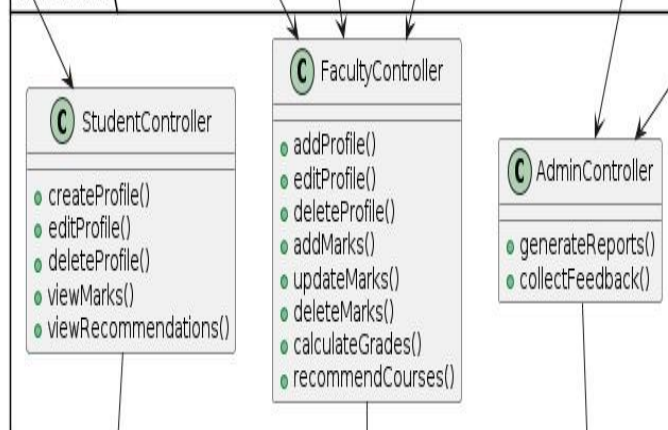 C StudentController
createProfile()
editProfile()
deleteProfile()
viewMarks()
viewRecommendations()
C FacultyController
addProfile()
editProfile()
deleteProfile()
addMarks()
updateMarks()
deleteMarks()
calculateGrades()
recommendCourses()
C AdminController
generateReports()
collectFeedback()